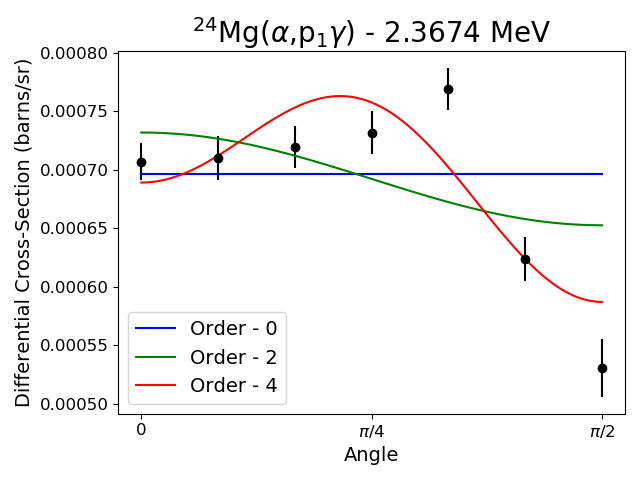 ²⁴Mg(α,p₁γ) - 2.3674 MeV
Differential Cross-Section (barns/sr)
0.00080
0.00075
0.00070
0.00065
0.00060
0.00055
0.00050
Order - 0
Order - 2
Order - 4
0
π/4
π/2
Angle